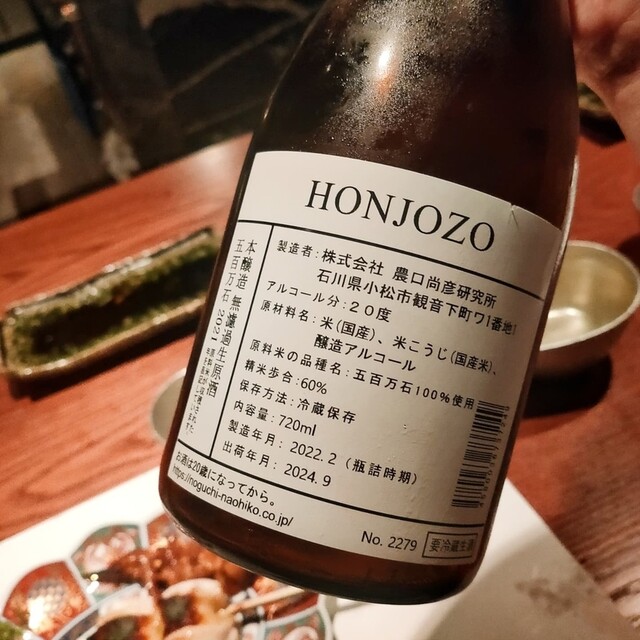 HONJOZO
製造者：株式会社 農口尚彦研究所
石川県小松市観音下町ワ1番地1
アルコール分：20度
原材料名：米(国産)、米こうじ(国産米)、
醸造アルコール
原料米の品種名：五百万石100%使用
精米歩合：60%
保存方法：冷蔵保存
内容量：720ml
製造年月：2022.2（瓶詰時期）
出荷年月：2024.9
本醸造 無濾過生原酒
五百万石 2021
お酒は20歳になってから。
https://noguchi-naohiko.co.jp/
No. 2279
要冷蔵生酒